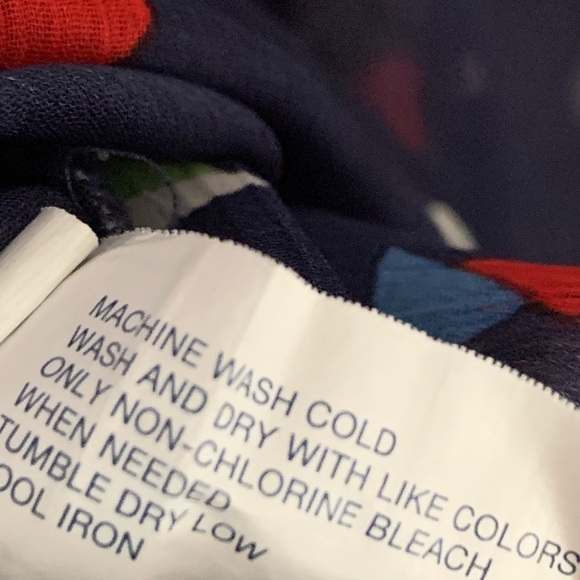 MACHINE WASH COLD
WASH AND DRY WITH LIKE COLORS
ONLY NON-CHLORINE BLEACH
WHEN NEEDED
TUMBLE DRY LOW
OOL IRON